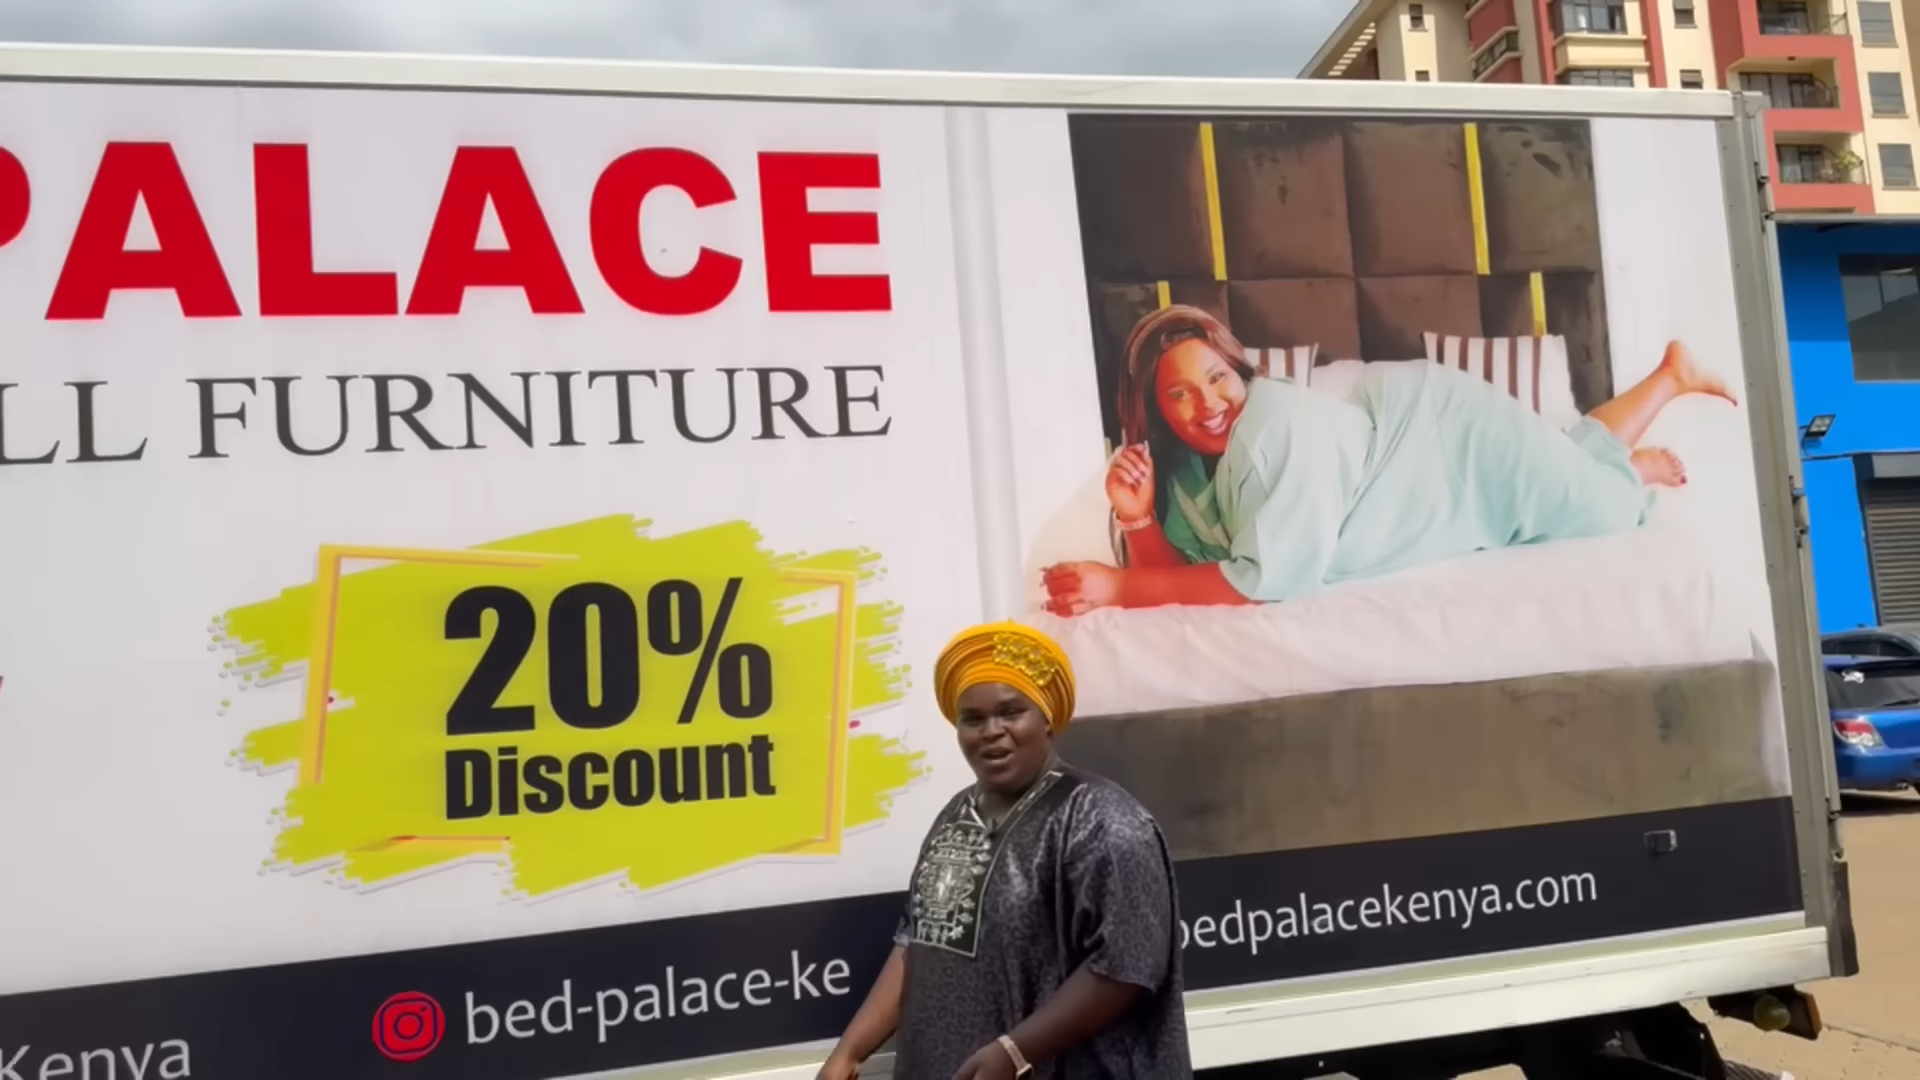 PALACE
LL FURNITURE
20%
Discount
Kenya
bed-palace-ke
bedpalacekenya.com